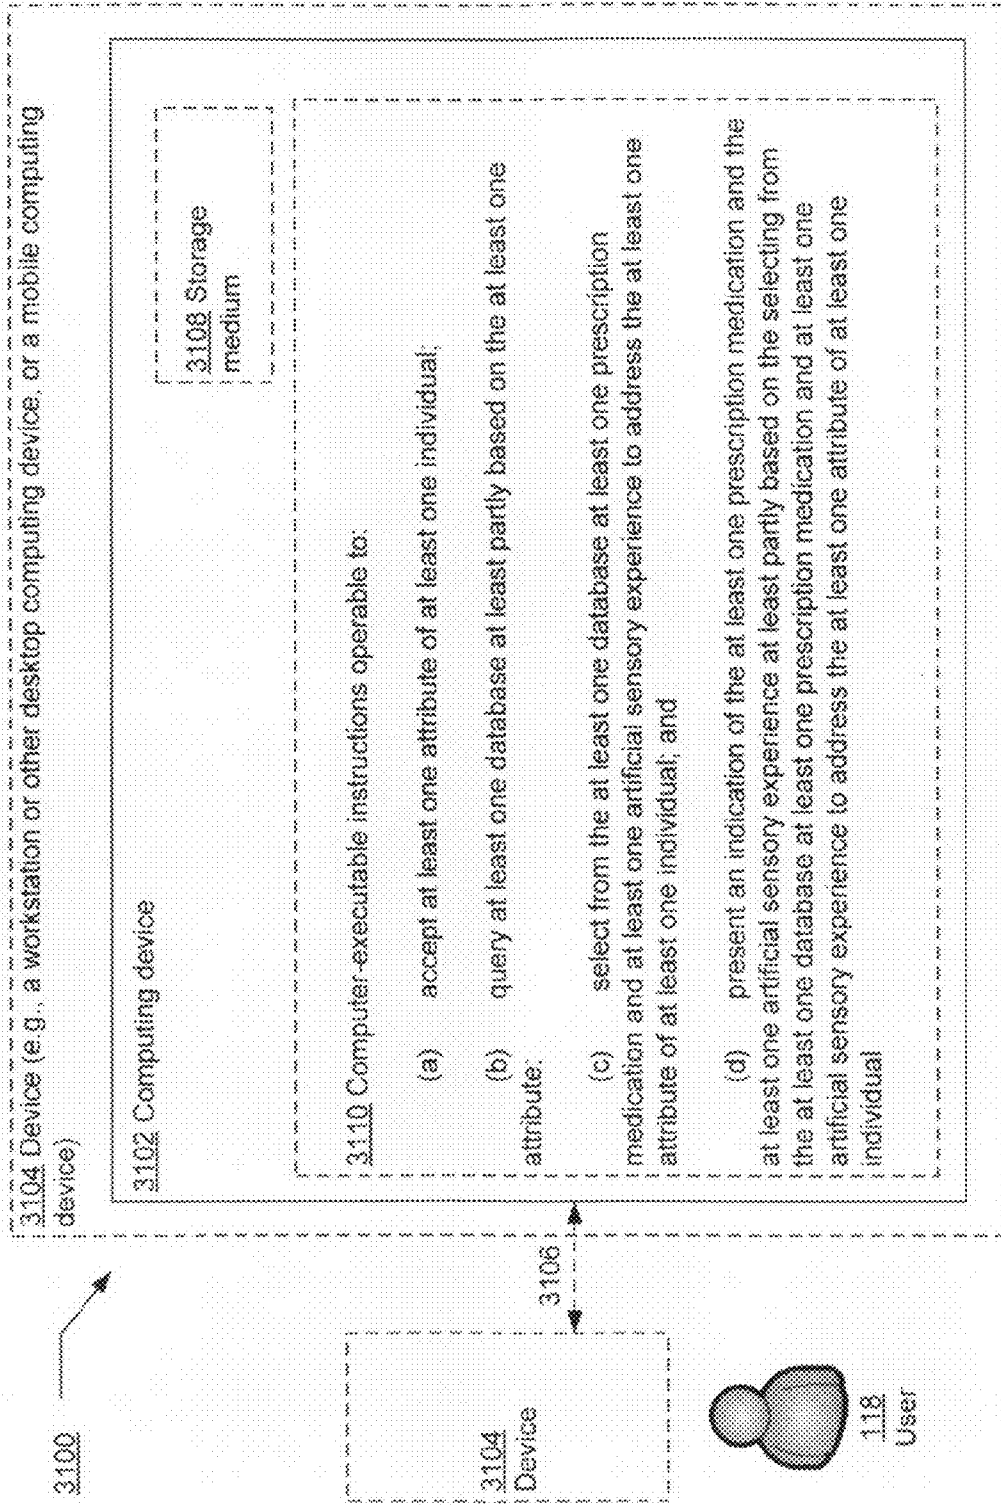 3100
3104 Device (e.g., a workstation or other desktop computing device, or a mobile computing
device)
3102 Computing device
3108 Storage
medium
3110 Computer-executable instructions operable to:
(a) accept at least one attribute of at least one individual;
(b) query at least one database at least partly based on the at least one
attribute;
(c) select from the at least one database at least one prescription
medication and at least one artificial sensory experience to address the at least one
attribute of at least one individual; and
(d) present an indication of the at least one prescription medication and the
at least one artificial sensory experience at least partly based on the selecting from
the at least one database at least one prescription medication and at least one
artificial sensory experience to address the at least one attribute of at least one
individual
3106
3104
Device
118
User